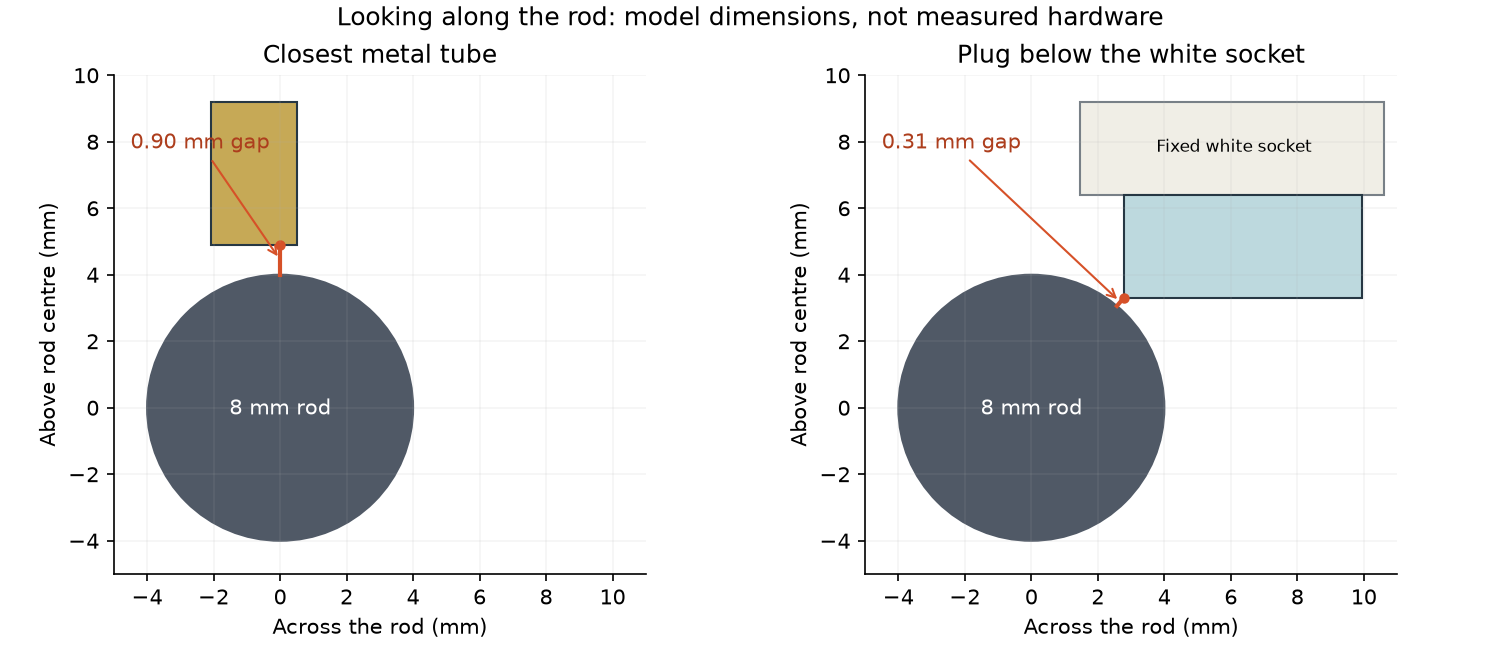 Looking along the rod: model dimensions, not measured hardware
Closest metal tube
10
8
6
4
2
0
−2
−4
Above rod centre (mm)
0.90 mm gap
8 mm rod
−4 −2 0 2 4 6 8 10
Across the rod (mm)
Plug below the white socket
10
8
6
4
2
0
−2
−4
Above rod centre (mm)
0.31 mm gap
Fixed white socket
8 mm rod
−4 −2 0 2 4 6 8 10
Across the rod (mm)